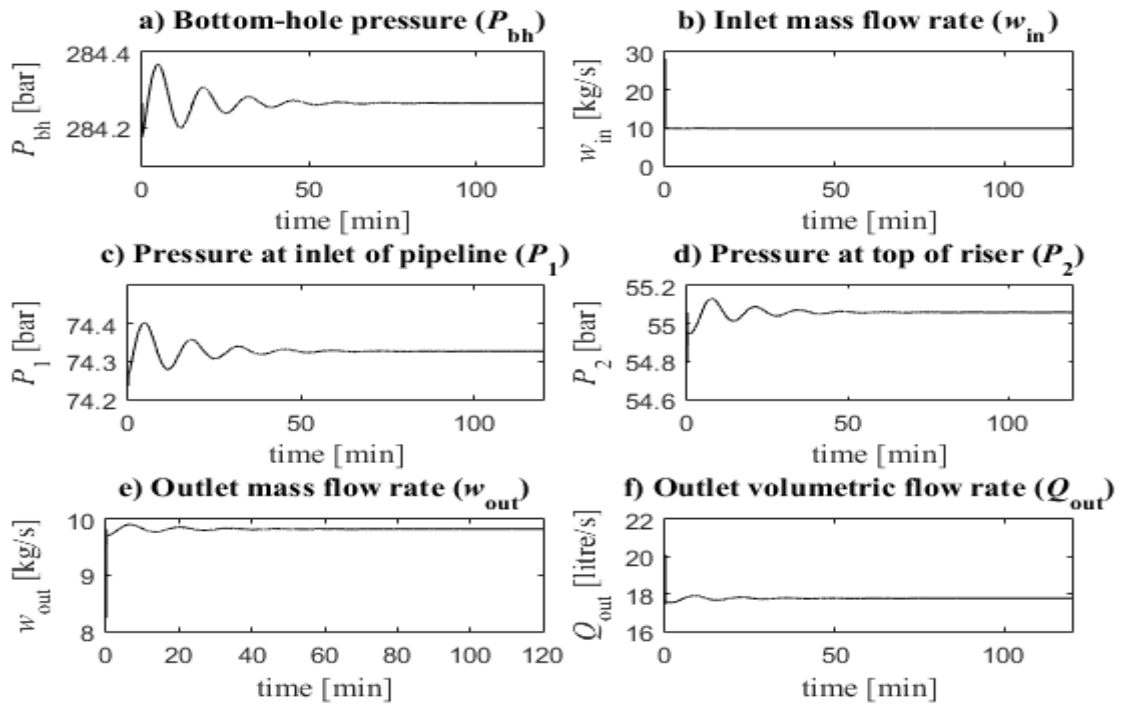 a) Bottom-hole pressure (Pbh)
284.4
284.2
Pbh [bar]
0 50 100
time [min]
b) Inlet mass flow rate (win)
30
20
10
0
win [kg/s]
0 50 100
time [min]
c) Pressure at inlet of pipeline (P1)
74.4
74.3
74.2
P1 [bar]
0 50 100
time [min]
d) Pressure at top of riser (P2)
55.2
55
54.8
54.6
P2 [bar]
0 50 100
time [min]
e) Outlet mass flow rate (wout)
10
9
8
wout [kg/s]
0 20 40 60 80 100 120
time [min]
f) Outlet volumetric flow rate (Qout)
22
20
18
16
Qout [litre/s]
0 50 100
time [min]